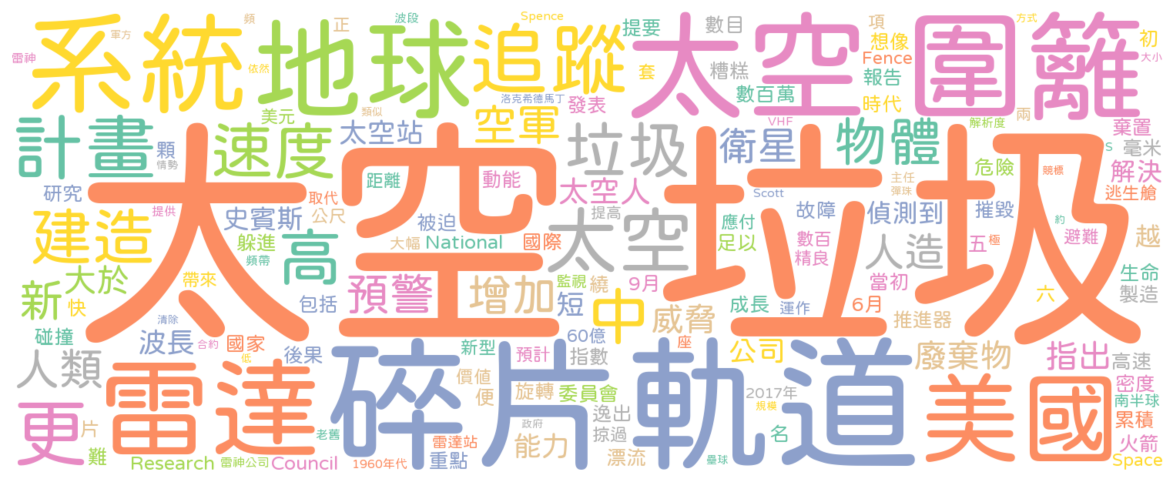 系統
地球
追蹤
太空圍籬
雷神
軍方
頻
依然
正
波段
Spence
提要
數目
項
方式
想像
Fence
報告
初
大小
套
糟糕
美元
類似
洛克希德馬丁
發表
數百萬
時代
計畫
顆
情勢
速度
太空站
空軍
垃圾
VHF
衛星
物體
解析度
兩
棄置
S
毫米
危險
解決
競標
逃生艙
太空垃圾
研究
取代
距離
動能
太空人
Scott
主任
彈珠
建造
提供
史賓斯
公尺
被迫
提高
應付
故障
偵測到
摧毀
約
避難
越
躲進
大幅
National
國際
太空
足以
數百
精良
人造
五
極
新
大於
快
頻帶
帶來
高
預警
增加
監視
繞
9月
當初
生命
製造
包括
短
中
威脅
成長
運作
6月
六
碰撞
清除
波長
合約
國家
低
後果
新型
60億
預計
指數
座
公司
推進器
廢棄物
指出
高速
人類
雷達
碎片
軌道
美國
價值
便
旋轉
委員會
2017年
規模
密度
南半球
更
片
難
老舊
政府
逸出
掠過
名
累積
Research
雷神公司
Council
1960年代
雷達站
重點
能力
漂流
壘球
火箭
Space